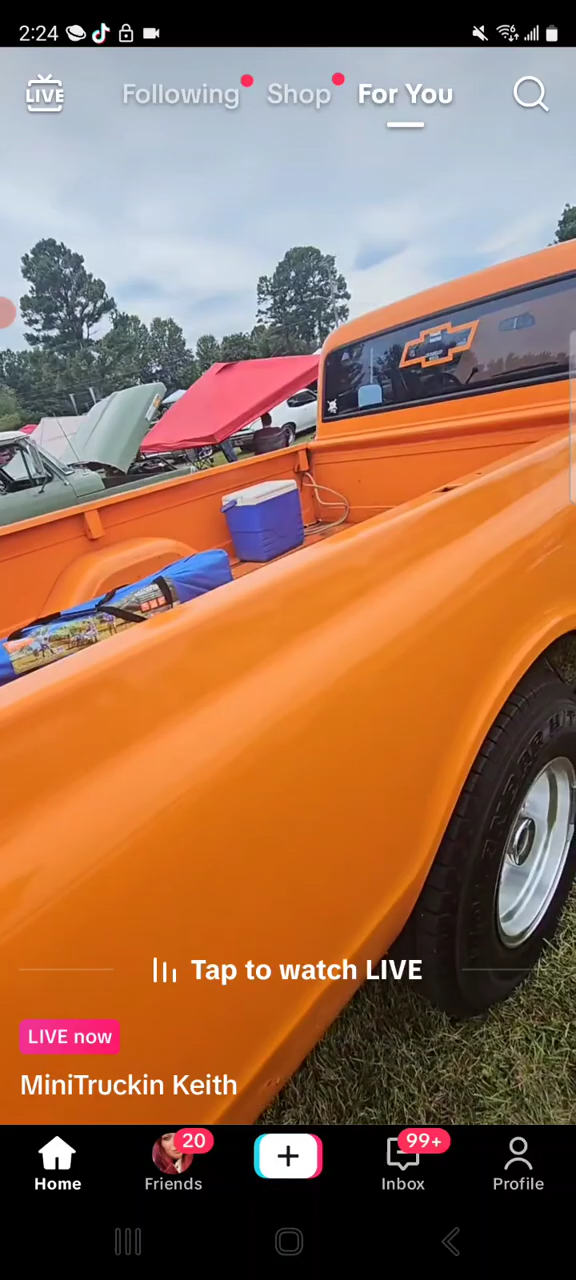 2:24
LIVE
Following
Shop
For You
Tap to watch LIVE
LIVE now
MiniTruckin Keith
20
99+
Home
Friends
Inbox
Profile